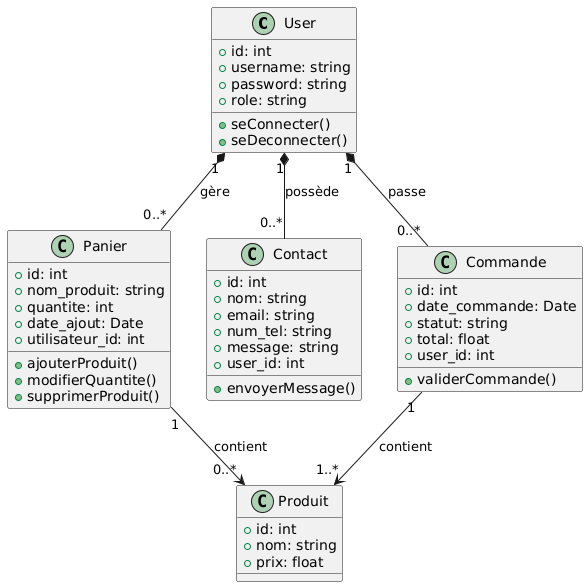 C User
id: int
username: string
password: string
role: string
seConnecter()
seDeconnecter()
1 1 1
gère possède passe
0..* 0..* 0..*
C Panier
id: int
nom_produit: string
quantite: int
date_ajout: Date
utilisateur_id: int
ajouterProduit()
modifierQuantite()
supprimerProduit()
C Contact
id: int
nom: string
email: string
num_tel: string
message: string
user_id: int
envoyerMessage()
C Commande
id: int
date_commande: Date
statut: string
total: float
user_id: int
validerCommande()
1 1
contient contient
0..* 1..*
C Produit
id: int
nom: string
prix: float